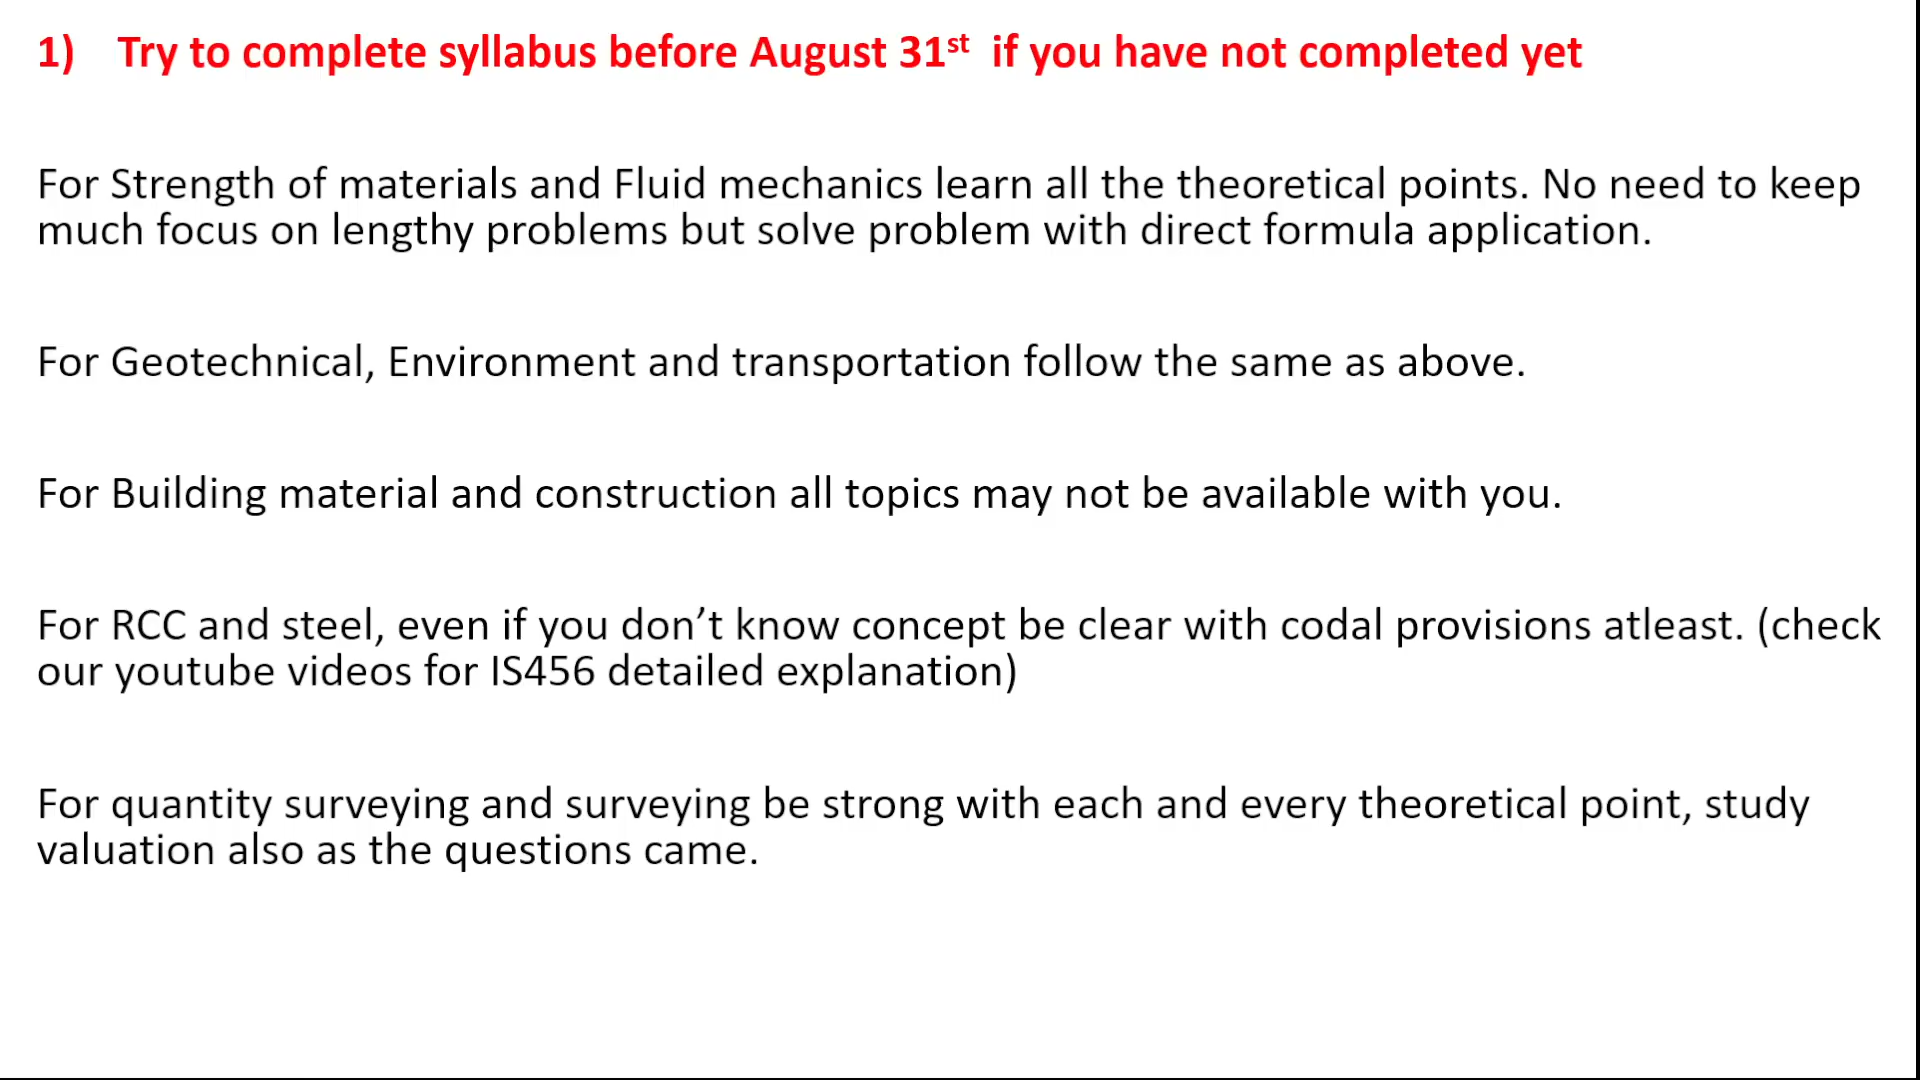 1) Try to complete syllabus before August 31st if you have not completed yet
For Strength of materials and Fluid mechanics learn all the theoretical points. No need to keep
much focus on lengthy problems but solve problem with direct formula application.
For Geotechnical, Environment and transportation follow the same as above.
For Building material and construction all topics may not be available with you.
For RCC and steel, even if you don’t know concept be clear with codal provisions atleast. (check
our youtube videos for IS456 detailed explanation)
For quantity surveying and surveying be strong with each and every theoretical point, study
valuation also as the questions came.